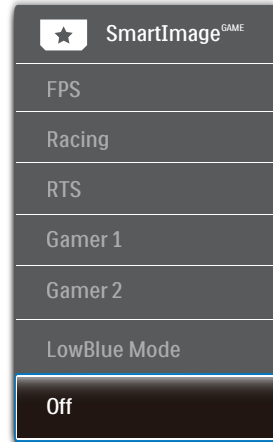 SmartImage GAME
FPS
Racing
RTS
Gamer 1
Gamer 2
LowBlue Mode
Off